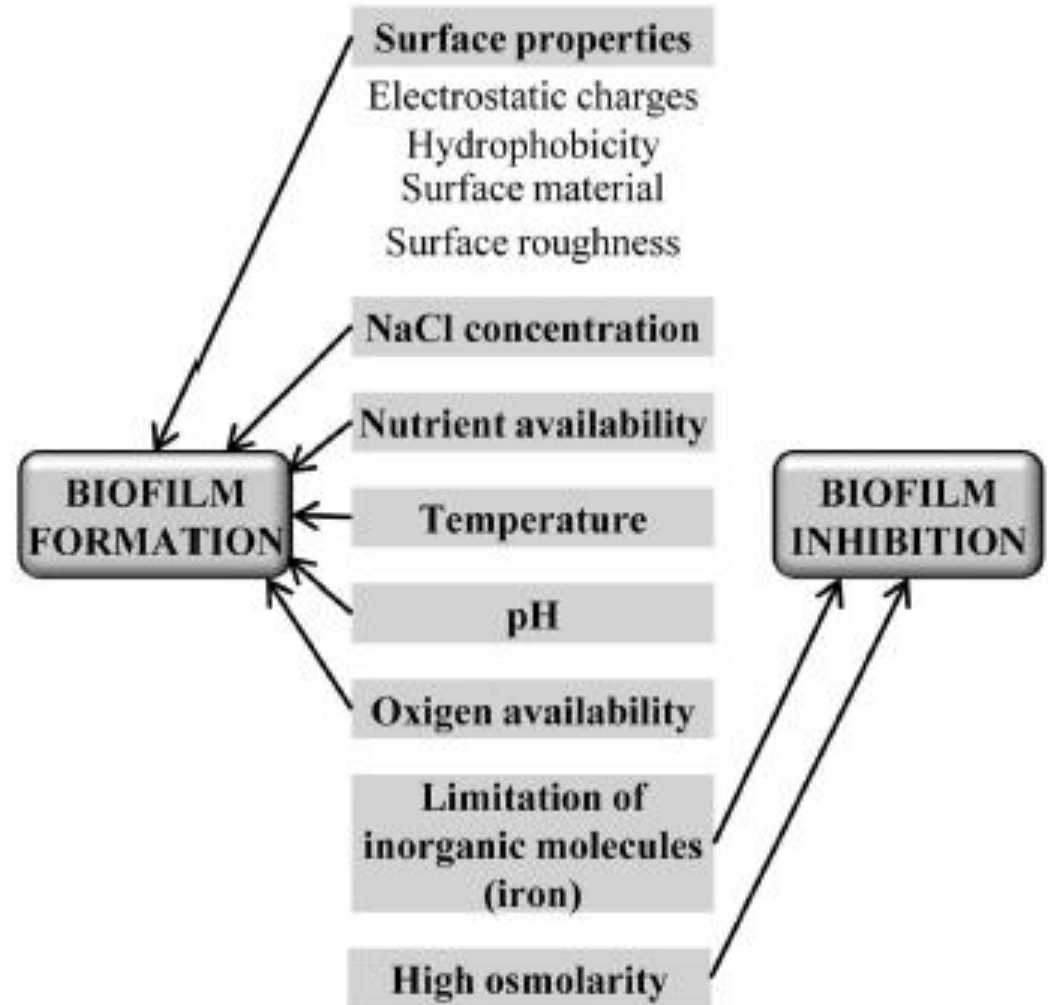 Surface properties
Electrostatic charges
Hydrophobicity
Surface material
Surface roughness
NaCl concentration
Nutrient availability
BIOFILM
FORMATION
BIOFILM
INHIBITION
Temperature
pH
Oxigen availability
Limitation of
inorganic molecules
(iron)
High osmolarity